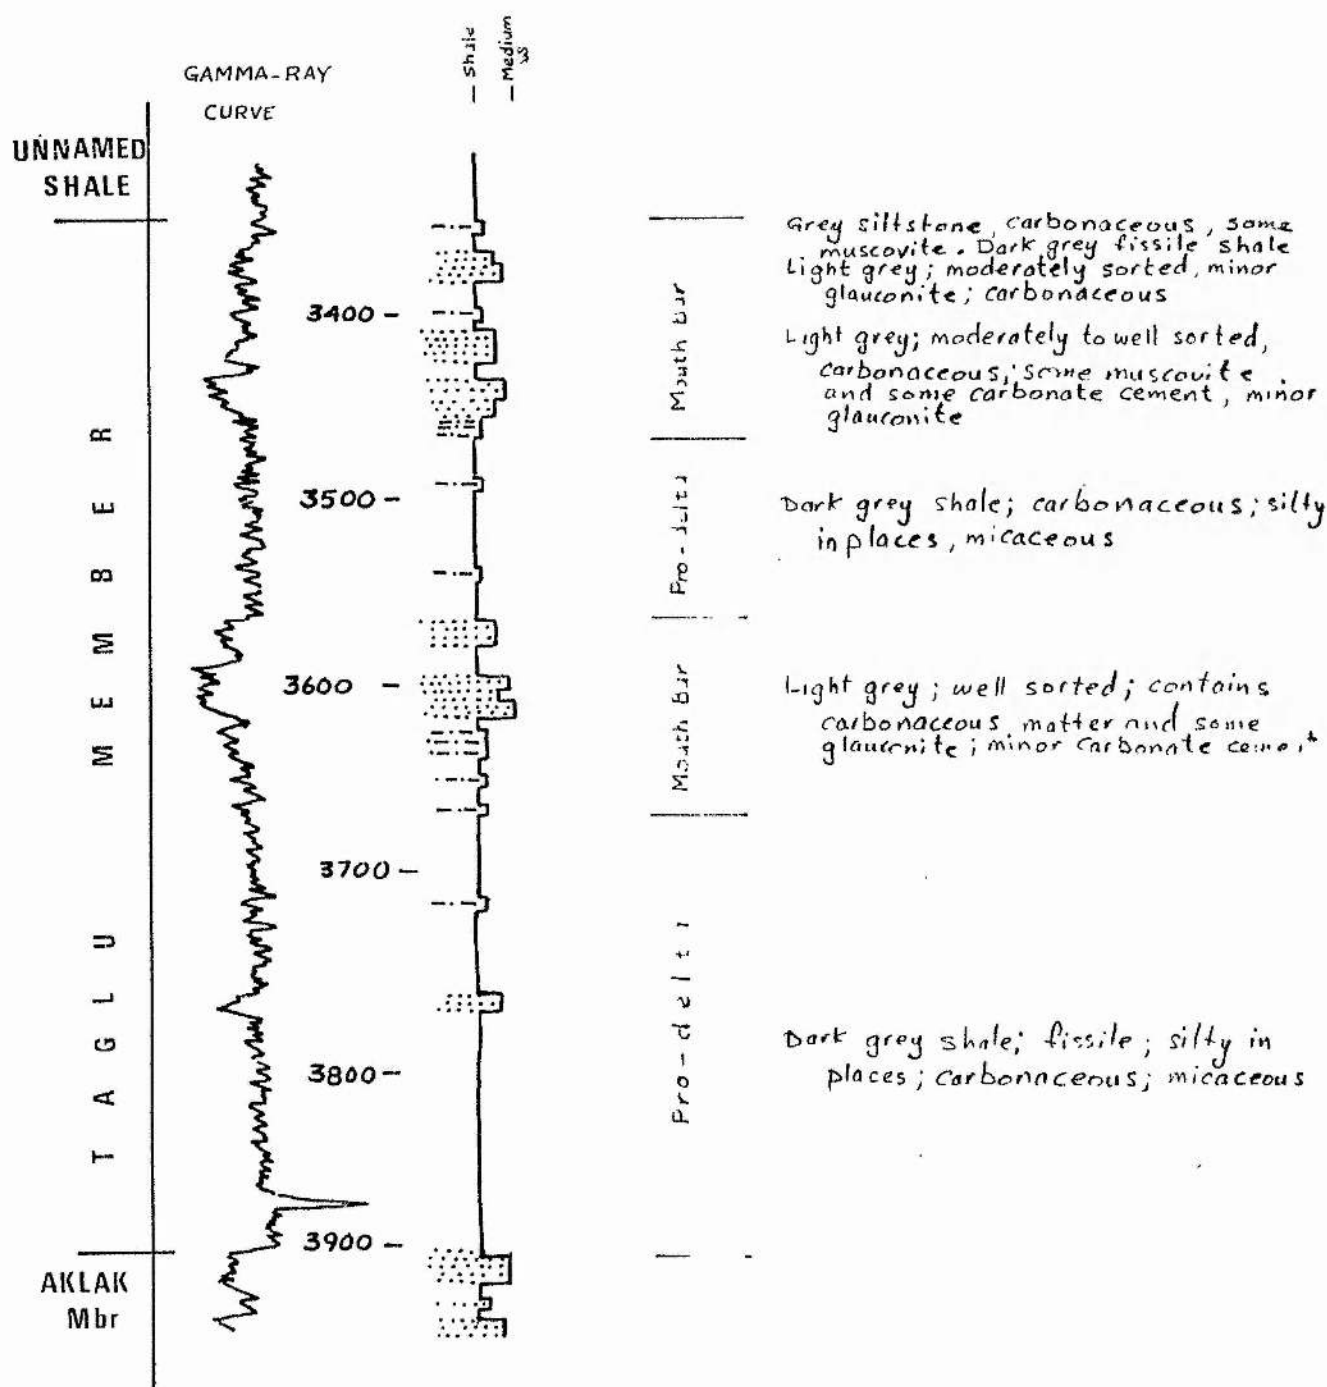 Shale
Medium
ss
GAMMA-RAY
CURVE
UNNAMED
SHALE
TAGLU MEMBER
AKLAK
Mbr
3400
3500
3600
3700
3800
3900
Mouth Bar
Pro-delta
Mouth Bar
Pro-delta
Grey siltstone, carbonaceous, some
muscovite. Dark grey fissile shale
Light grey; moderately sorted, minor
glauconite; carbonaceous
Light grey; moderately to well sorted,
carbonaceous, some muscovite
and some carbonate cement, minor
glauconite
Dark grey shale; carbonaceous; silty
in places, micaceous
Light grey; well sorted; contains
carbonaceous matter and some
glauconite; minor carbonate cement
Dark grey shale; fissile; silty in
places; carbonaceous; micaceous